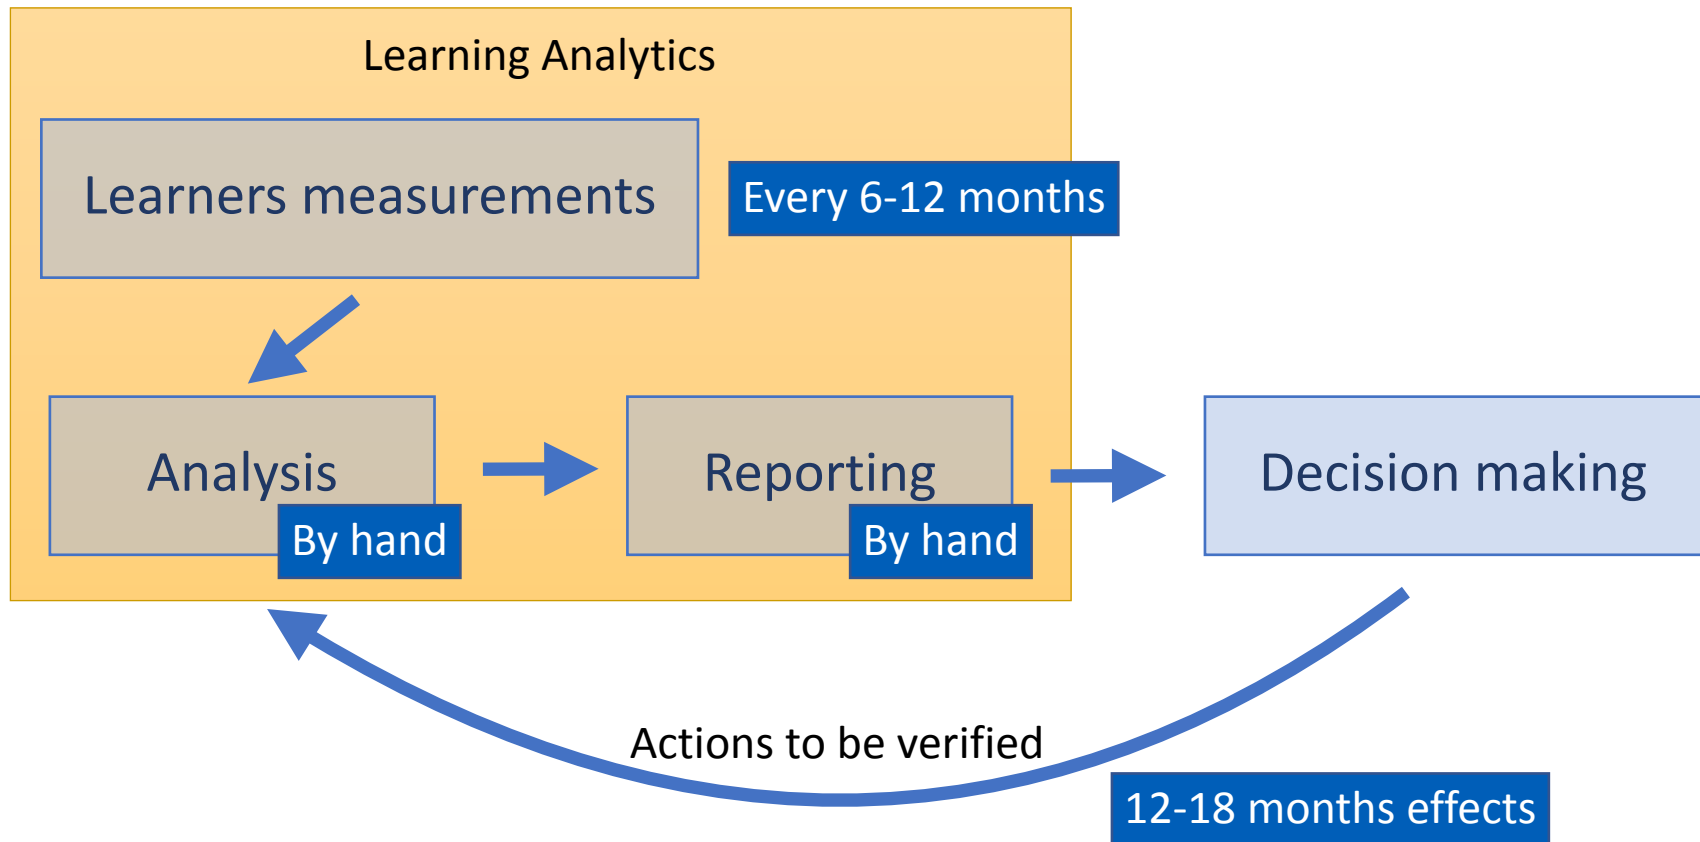 Learning Analytics
Learners measurements
Every 6-12 months
Analysis
By hand
Reporting
By hand
Decision making
Actions to be verified
12-18 months effects